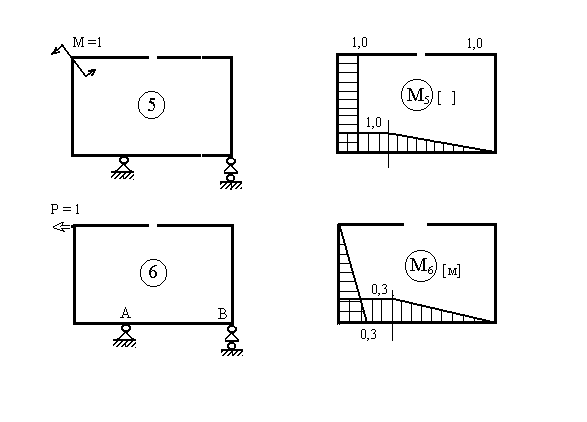 M =1
1,0
1,0
5
M5 [ ]
1,0
P = 1
6
M6 [м]
A
B
0,3
0,3